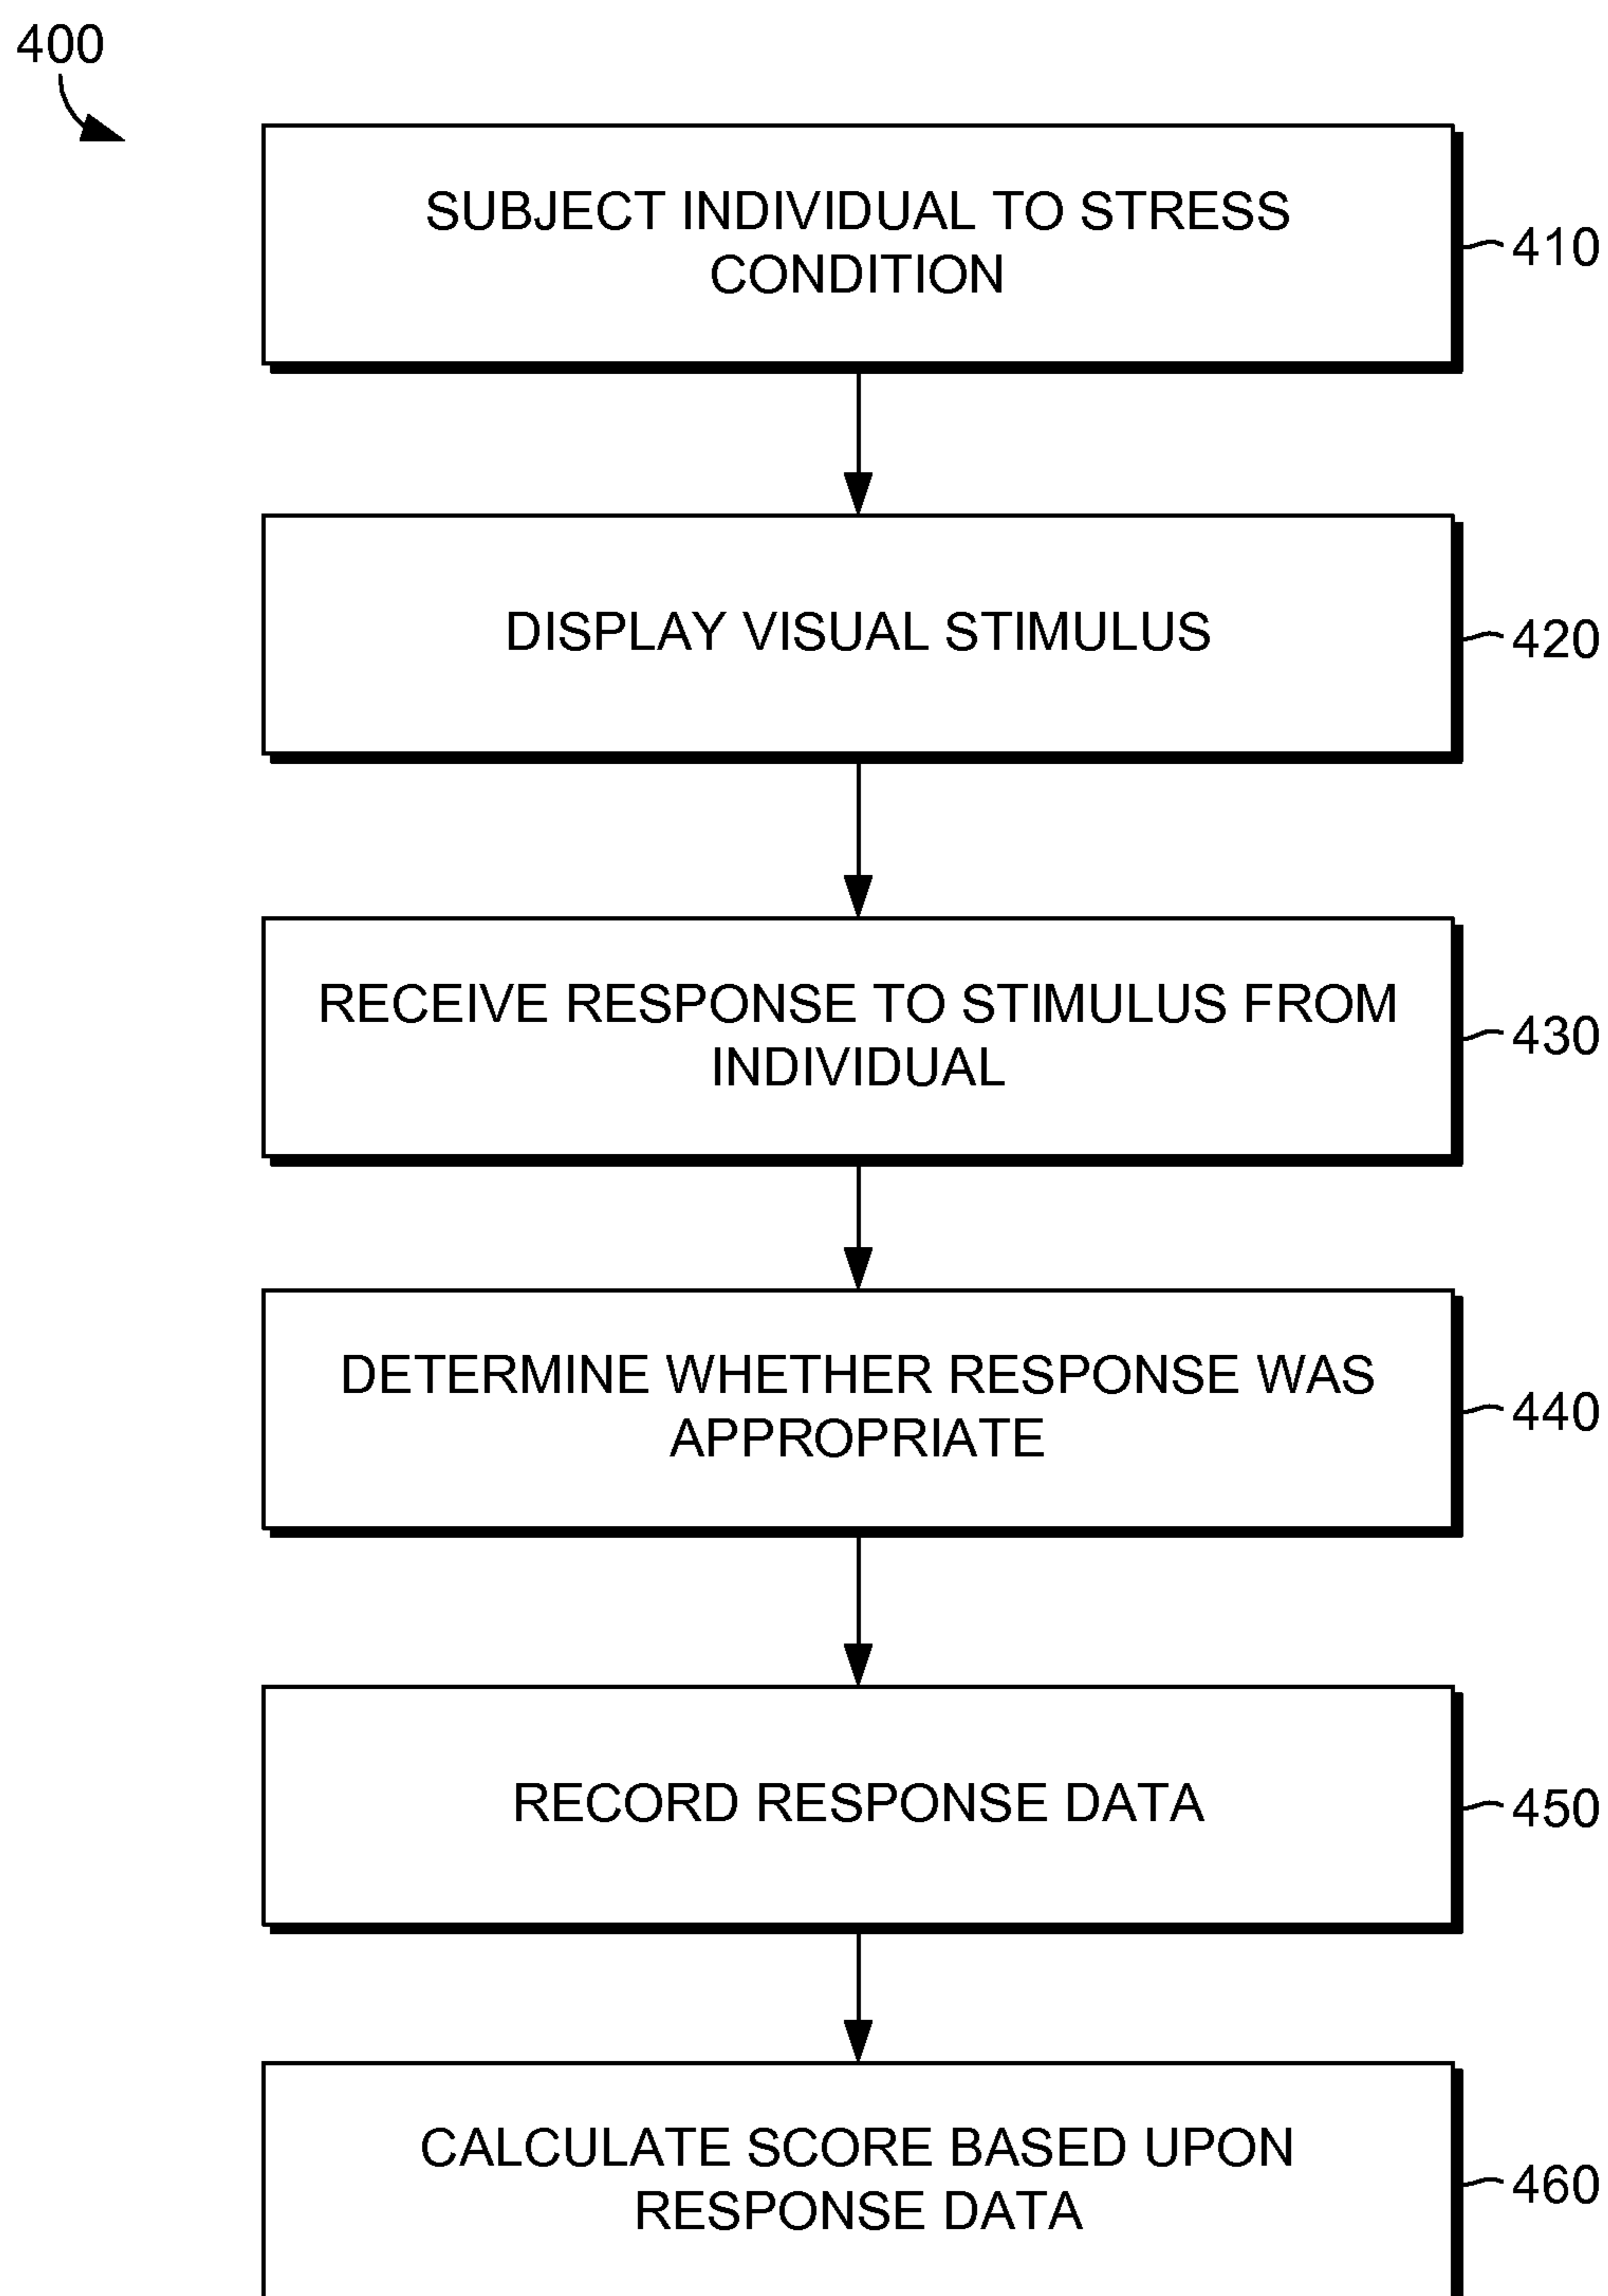 400
SUBJECT INDIVIDUAL TO STRESS
CONDITION
410
DISPLAY VISUAL STIMULUS
420
RECEIVE RESPONSE TO STIMULUS FROM
INDIVIDUAL
430
DETERMINE WHETHER RESPONSE WAS
APPROPRIATE
440
RECORD RESPONSE DATA
450
CALCULATE SCORE BASED UPON
RESPONSE DATA
460